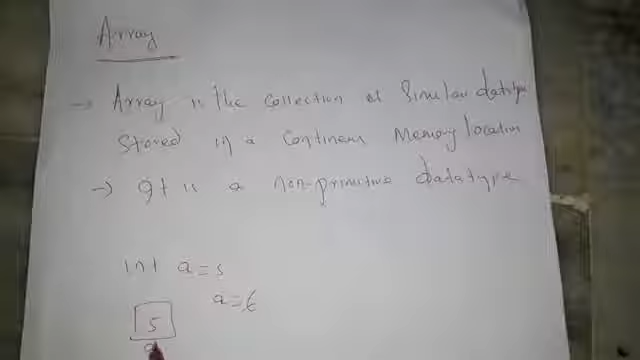 Array
→ Array is the collection of Similar datatype
Stored in a Continous Memory location
→ It is a non-primitive datatype
int a=5
a=6
5
a